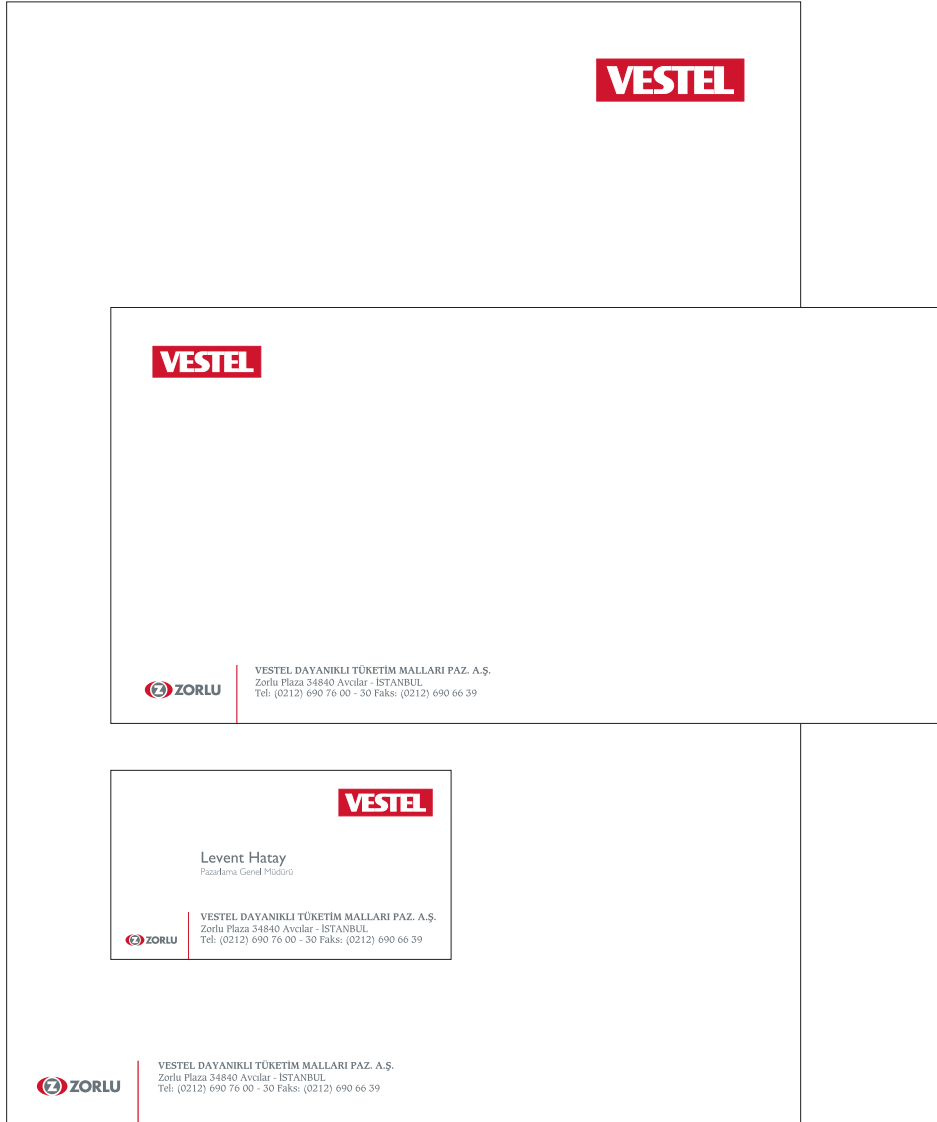 VESTEL
VESTEL
ZORLU
VESTEL DAYANIKLI TÜKETİM MALLARI PAZ. A.Ş.
Zorlu Plaza 34840 Avcılar - İSTANBUL
Tel: (0212) 690 76 00 - 30 Faks: (0212) 690 66 39
VESTEL
Levent Hatay
Pazarlama Genel Müdürü
ZORLU
VESTEL DAYANIKLI TÜKETİM MALLARI PAZ. A.Ş.
Zorlu Plaza 34840 Avcılar - İSTANBUL
Tel: (0212) 690 76 00 - 30 Faks: (0212) 690 66 39
ZORLU
VESTEL DAYANIKLI TÜKETİM MALLARI PAZ. A.Ş.
Zorlu Plaza 34840 Avcılar - İSTANBUL
Tel: (0212) 690 76 00 - 30 Faks: (0212) 690 66 39